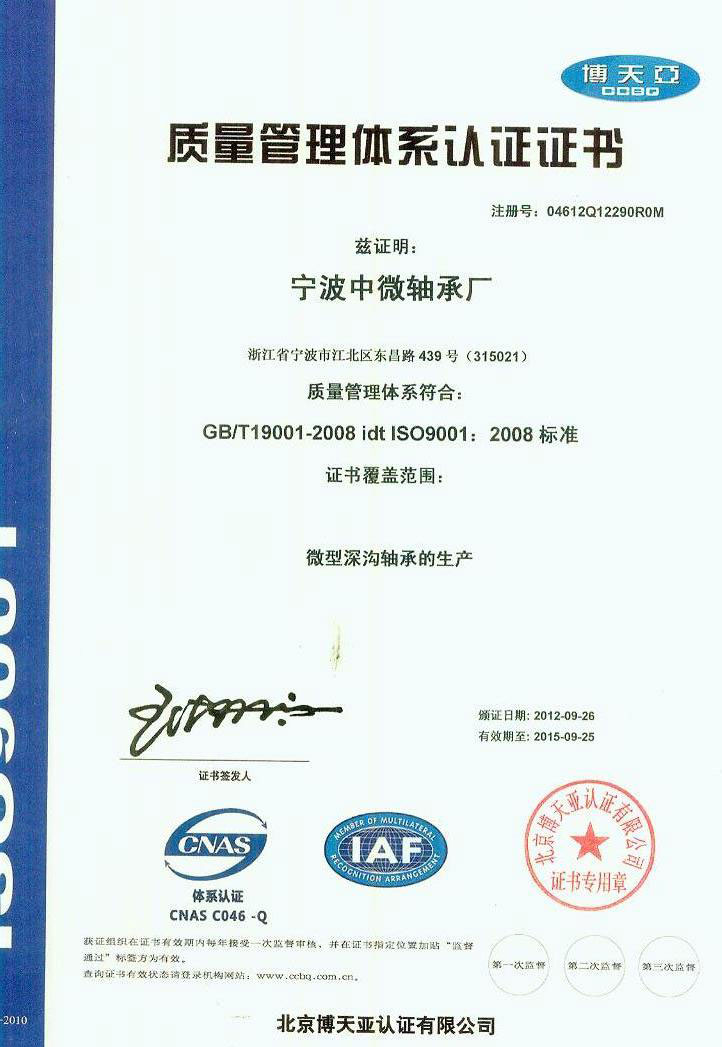 博天亞
CCBQ
质量管理体系认证证书
注册号：04612Q12290R0M
兹证明：
宁波中微轴承厂
浙江省宁波市江北区东昌路 439 号（315021）
质量管理体系符合：
GB/T19001-2008 idt ISO9001：2008 标准
证书覆盖范围：
微型深沟轴承的生产
颁证日期: 2012-09-26
有效期至: 2015-09-25
证书签发人
CNAS
体系认证
CNAS C046 -Q
MEMBER OF MULTILATERAL
IAF
RECOGNITION ARRANGEMENT
北京博天亚认证有限公司
证书专用章
获证组织在证书有效期内每年接受一次监督审核，并在证书指定位置加贴“监督
通过”标签方为有效。
查询证书有效状态请登录机构网站：www.ccbq.com.cn。
第一次监督
第二次监督
第三次监督
北京博天亚认证有限公司
ISO9001
-2010